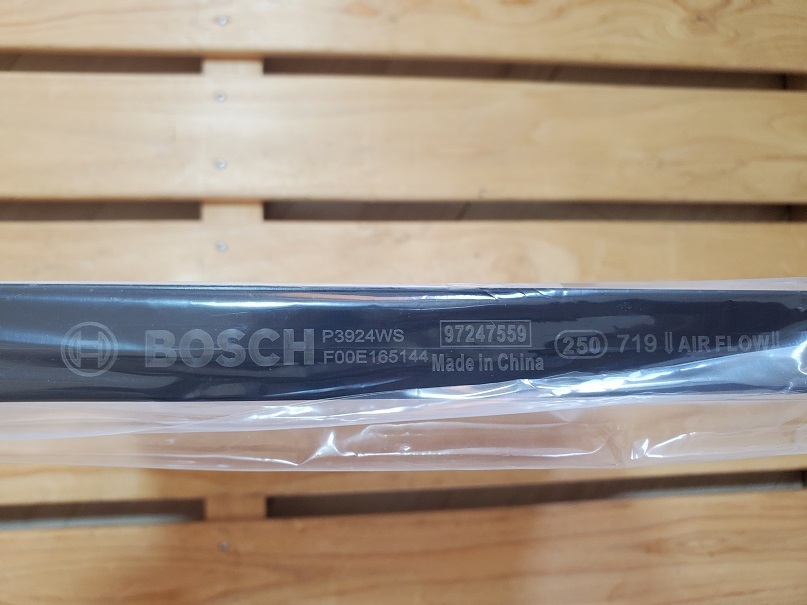 BOSCH
P3924WS
F00E165144
97247559
Made in China
250 719 AIR FLOW